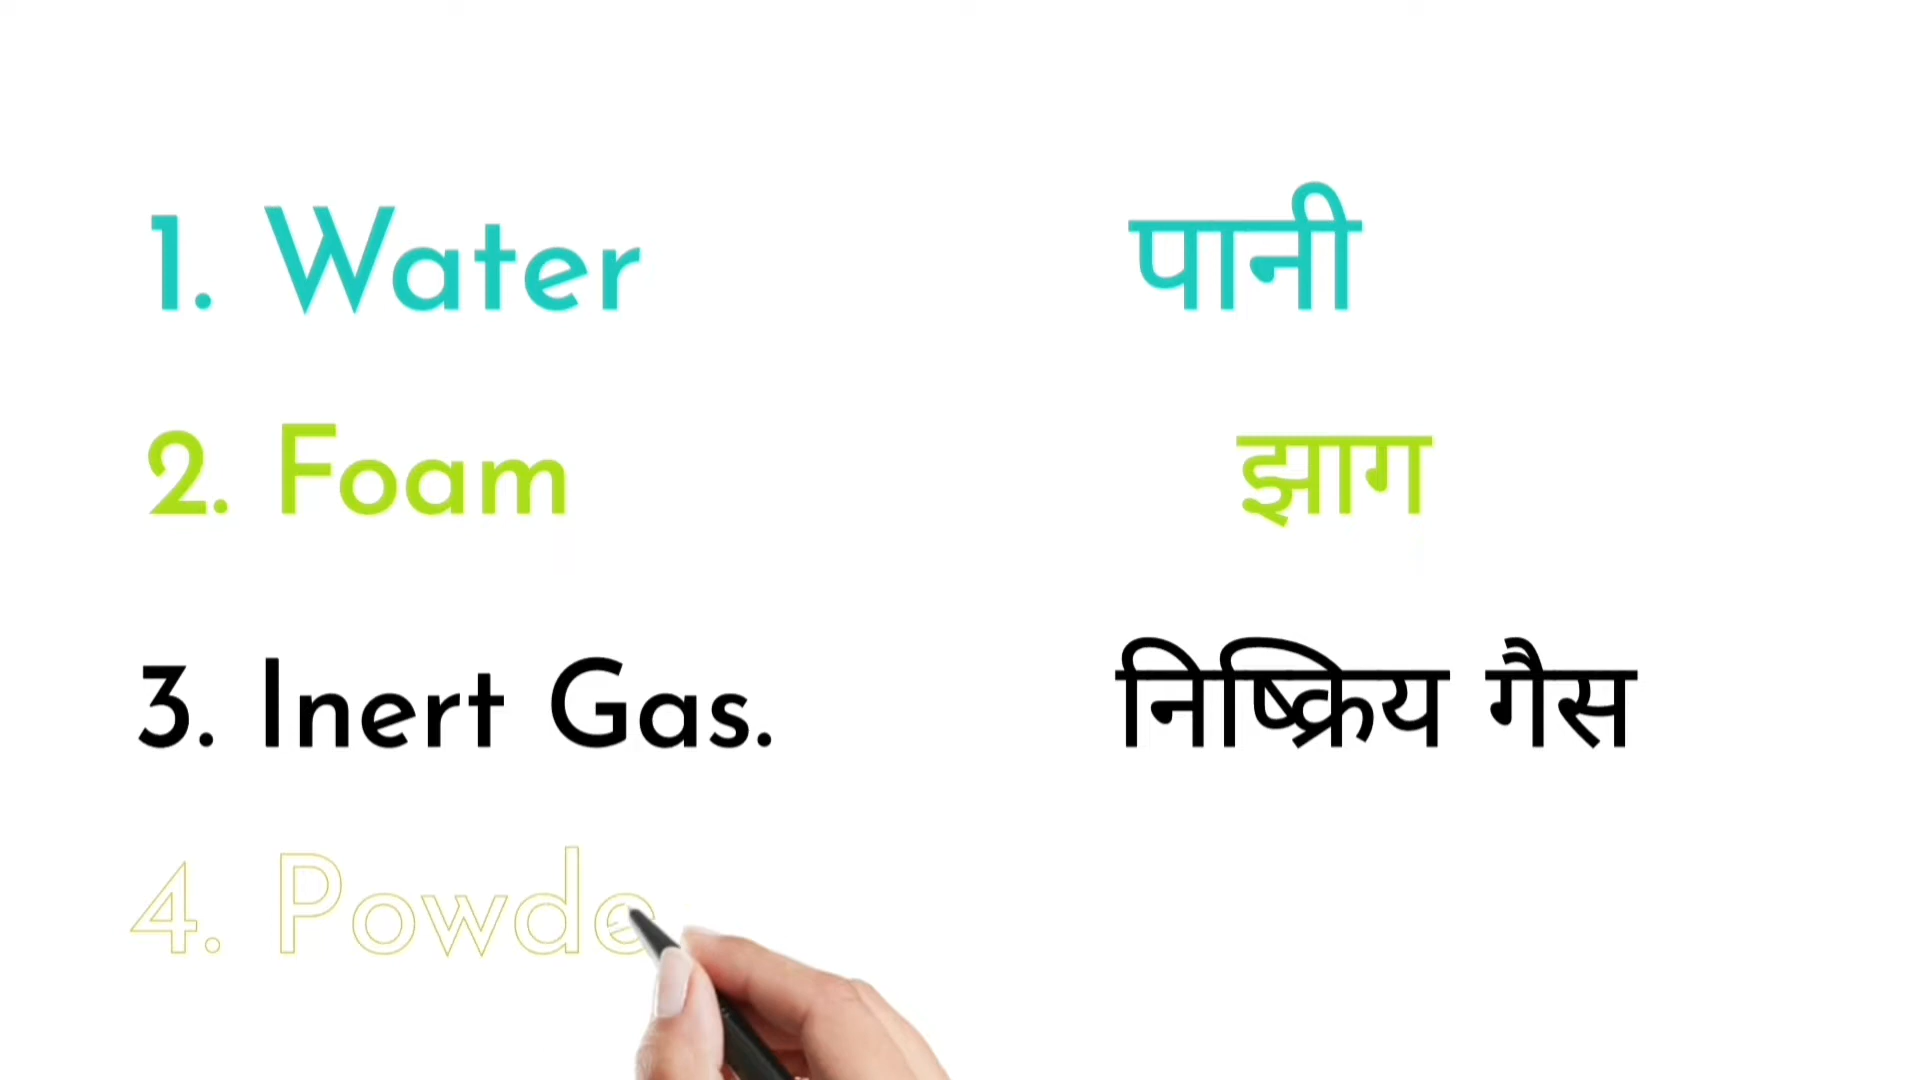 1. Water पानी
2. Foam झाग
3. Inert Gas. निष्क्रिय गैस
4. Powde